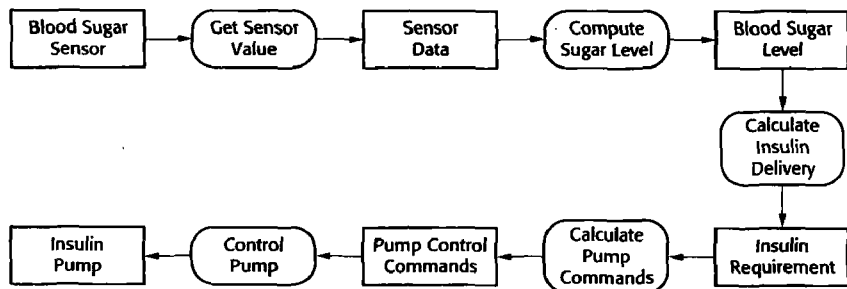 Blood Sugar
Sensor
Get Sensor
Value
Sensor
Data
Compute
Sugar Level
Blood Sugar
Level
Calculate
Insulin
Delivery
Insulin
Pump
Control
Pump
Pump Control
Commands
Calculate
Pump
Commands
Insulin
Requirement